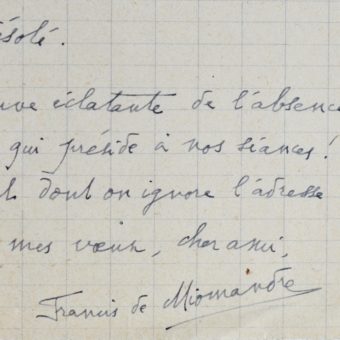 ésolé.
uve éclatante de l'absence
qui préside à nos séances !
dont on ignore l'adresse
mes vœux, cher ami,
Francis de Miomandre